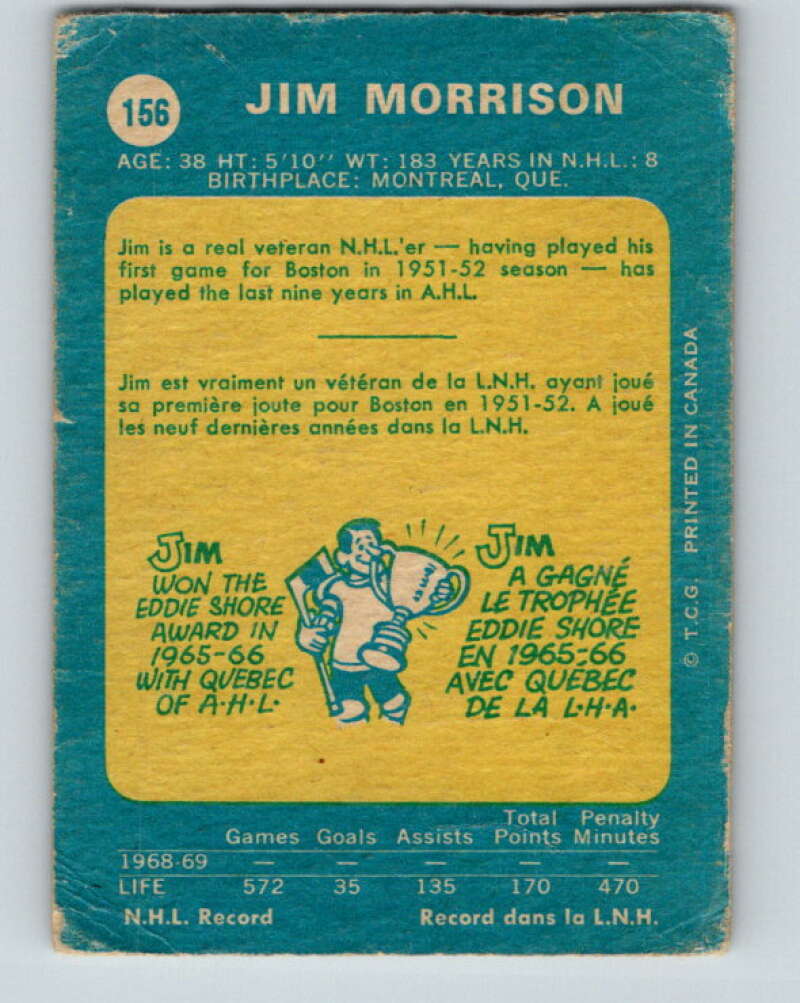 156
JIM MORRISON
AGE: 38 HT: 5'10'' WT: 183 YEARS IN N.H.L.: 8
BIRTHPLACE: MONTREAL, QUE.
Jim is a real veteran N.H.L.'er — having played his
first game for Boston in 1951-52 season — has
played the last nine years in A.H.L.
Jim est vraiment un vétéran de la L.N.H. ayant joué
sa première joute pour Boston en 1951-52. A joué
les neuf dernières années dans la L.N.H.
JIM
WON THE
EDDIE SHORE
AWARD IN
1965-66
WITH QUEBEC
OF A·H·L·
JIM
A GAGNÉ
LE TROPHÉE
EDDIE SHORE
EN 1965-66
AVEC QUÉBEC
DE LA L·H·A·
© T.C.G. PRINTED IN CANADA
Total Penalty
Games Goals Assists Points Minutes
1968-69 — — — — —
LIFE 572 35 135 170 470
N.H.L. Record Record dans la L.N.H.